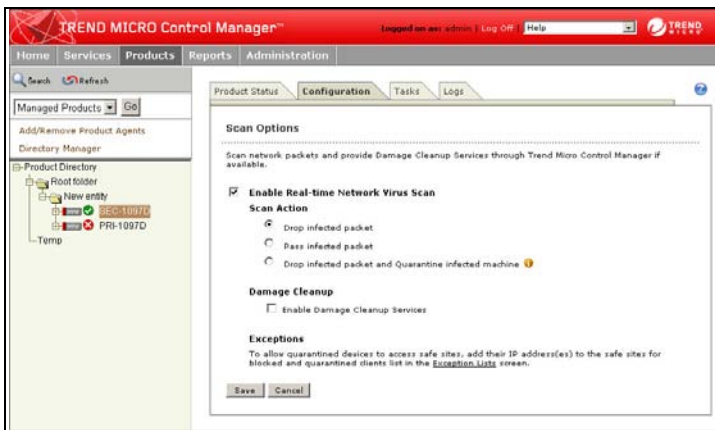 TREND MICRO Control Manager™
Logged on as: admin | Log Off | Help
TREND MICRO
Home Services Products Reports Administration
Search Refresh
Managed Products Go
Add/Remove Product Agents
Directory Manager
Product Directory
Root folder
New entity
SEC-1097D
PRI-1097D
Temp
Product Status Configuration Tasks Logs
Scan Options
Scan network packets and provide Damage Cleanup Services through Trend Micro Control Manager if
available.
Enable Real-time Network Virus Scan
Scan Action
Drop infected packet
Pass infected packet
Drop infected packet and Quarantine infected machine
Damage Cleanup
Enable Damage Cleanup Services
Exceptions
To allow quarantined devices to access safe sites, add their IP address(es) to the safe sites for
blocked and quarantined clients list in the Exception Lists screen.
Save Cancel